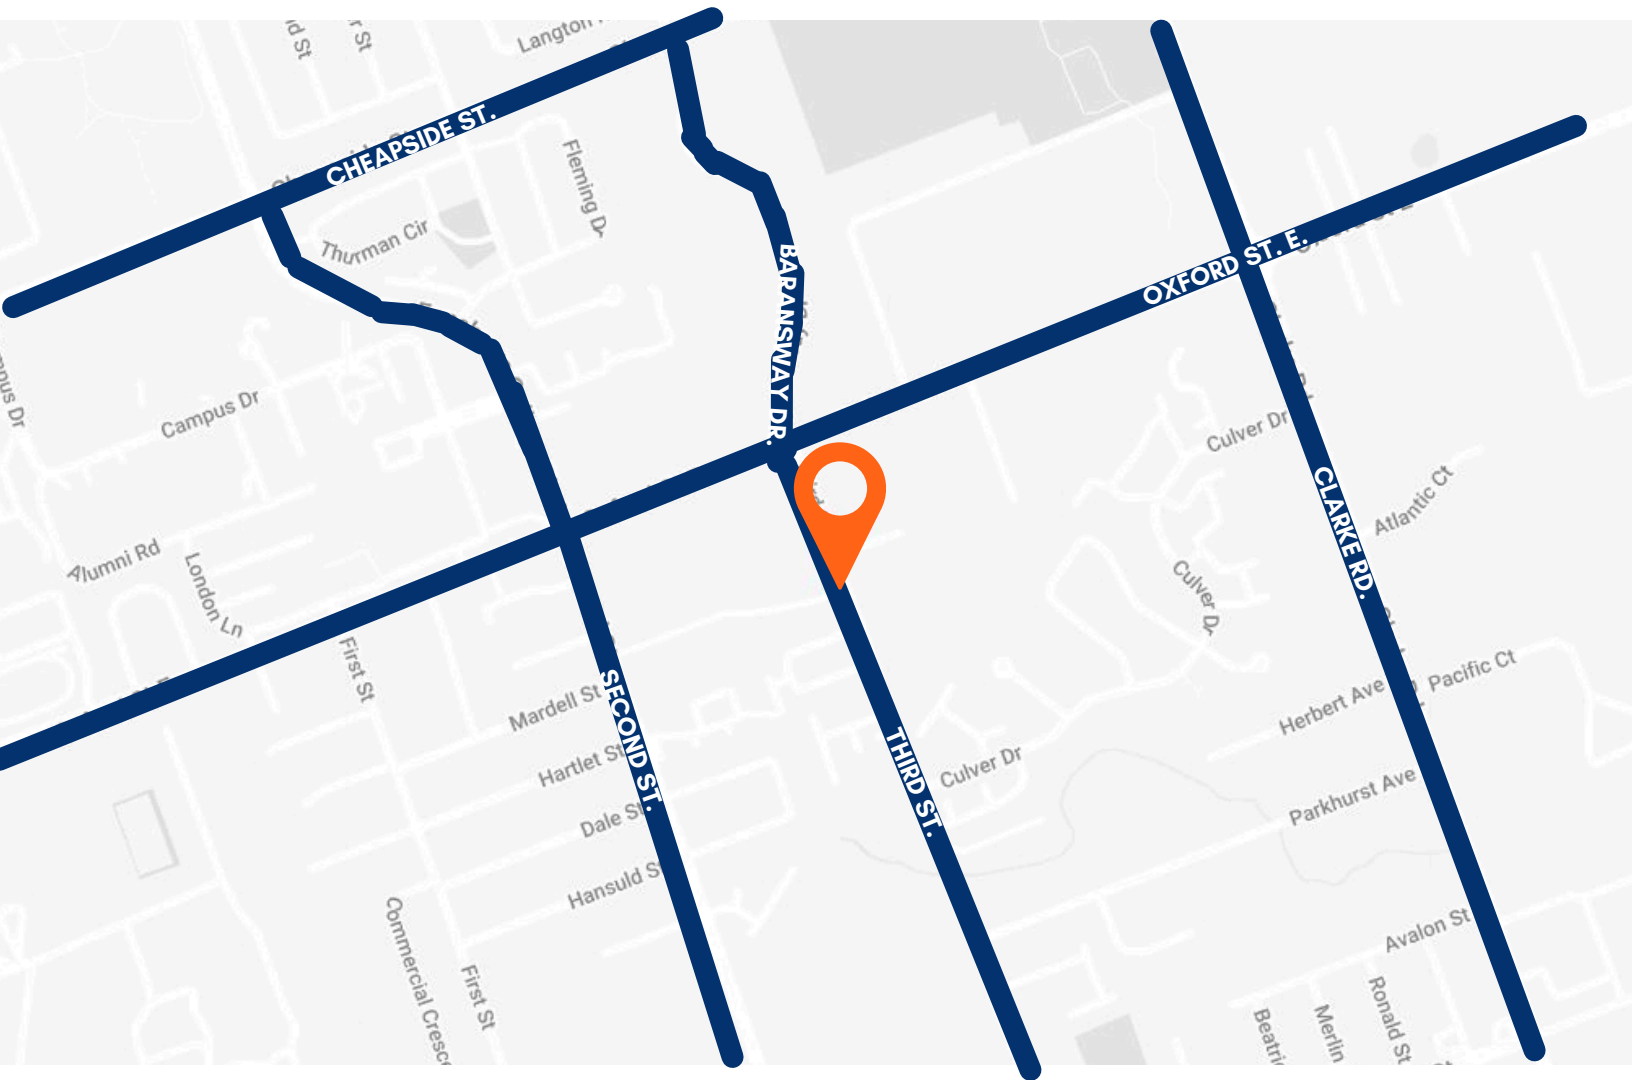 Langton
CHEAPSIDE ST.
Fleming Dr
Thurman Cir
BARANSWAY DR.
OXFORD ST. E.
Campus Dr
Culver Dr
CLARKE RD.
Atlantic Ct
Alumni Rd
London Ln
Culver Dr
First St
SECOND ST.
Mardell St
Pacific Ct
Herbert Ave
Hartlet St
THIRD ST.
Culver Dr
Dale St
Parkhurst Ave
Hansuld St
Commercial
Avalon St
First St
Ronald St
Merlin